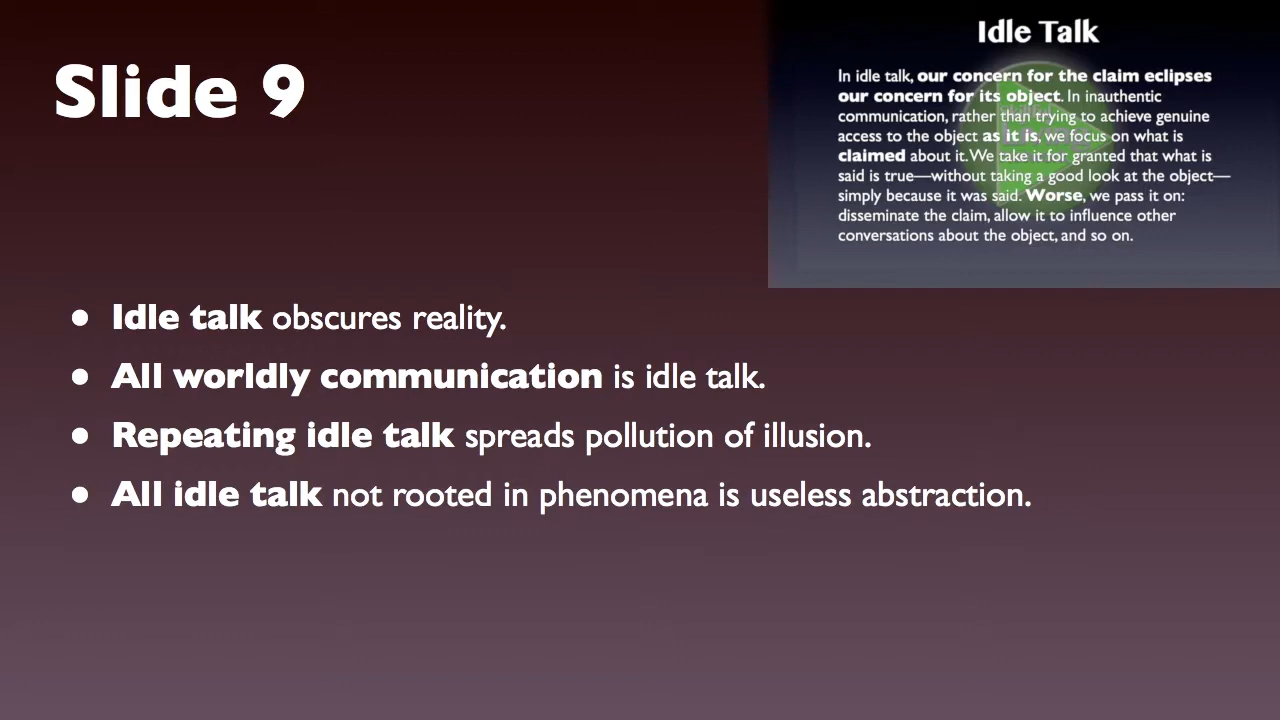 Slide 9
Idle Talk
In idle talk, our concern for the claim eclipses
our concern for its object. In inauthentic
communication, rather than trying to achieve genuine
access to the object as it is, we focus on what is
claimed about it. We take it for granted that what is
said is true—without taking a good look at the object—
simply because it was said. Worse, we pass it on:
disseminate the claim, allow it to influence other
conversations about the object, and so on.
• Idle talk obscures reality.
• All worldly communication is idle talk.
• Repeating idle talk spreads pollution of illusion.
• All idle talk not rooted in phenomena is useless abstraction.